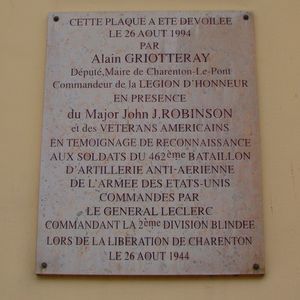 CETTE PLAQUE A ETE DEVOILEE
LE 26 AOUT 1994
PAR
Alain GRIOTTERAY
Député,Maire de Charenton-Le-Pont
Commandeur de la LEGION D'HONNEUR
EN PRESENCE
du Major John J.ROBINSON
et des VETERANS AMERICAINS
EN TEMOIGNAGE DE RECONNAISSANCE
AUX SOLDATS DU 462ème BATAILLON
D'ARTILLERIE ANTI-AERIENNE
DE L'ARMEE DES ETATS-UNIS
COMMANDES PAR
LE GENERAL LECLERC
COMMANDANT LA 2ème DIVISION BLINDEE
LORS DE LA LIBERATION DE CHARENTON
LE 26 AOUT 1944